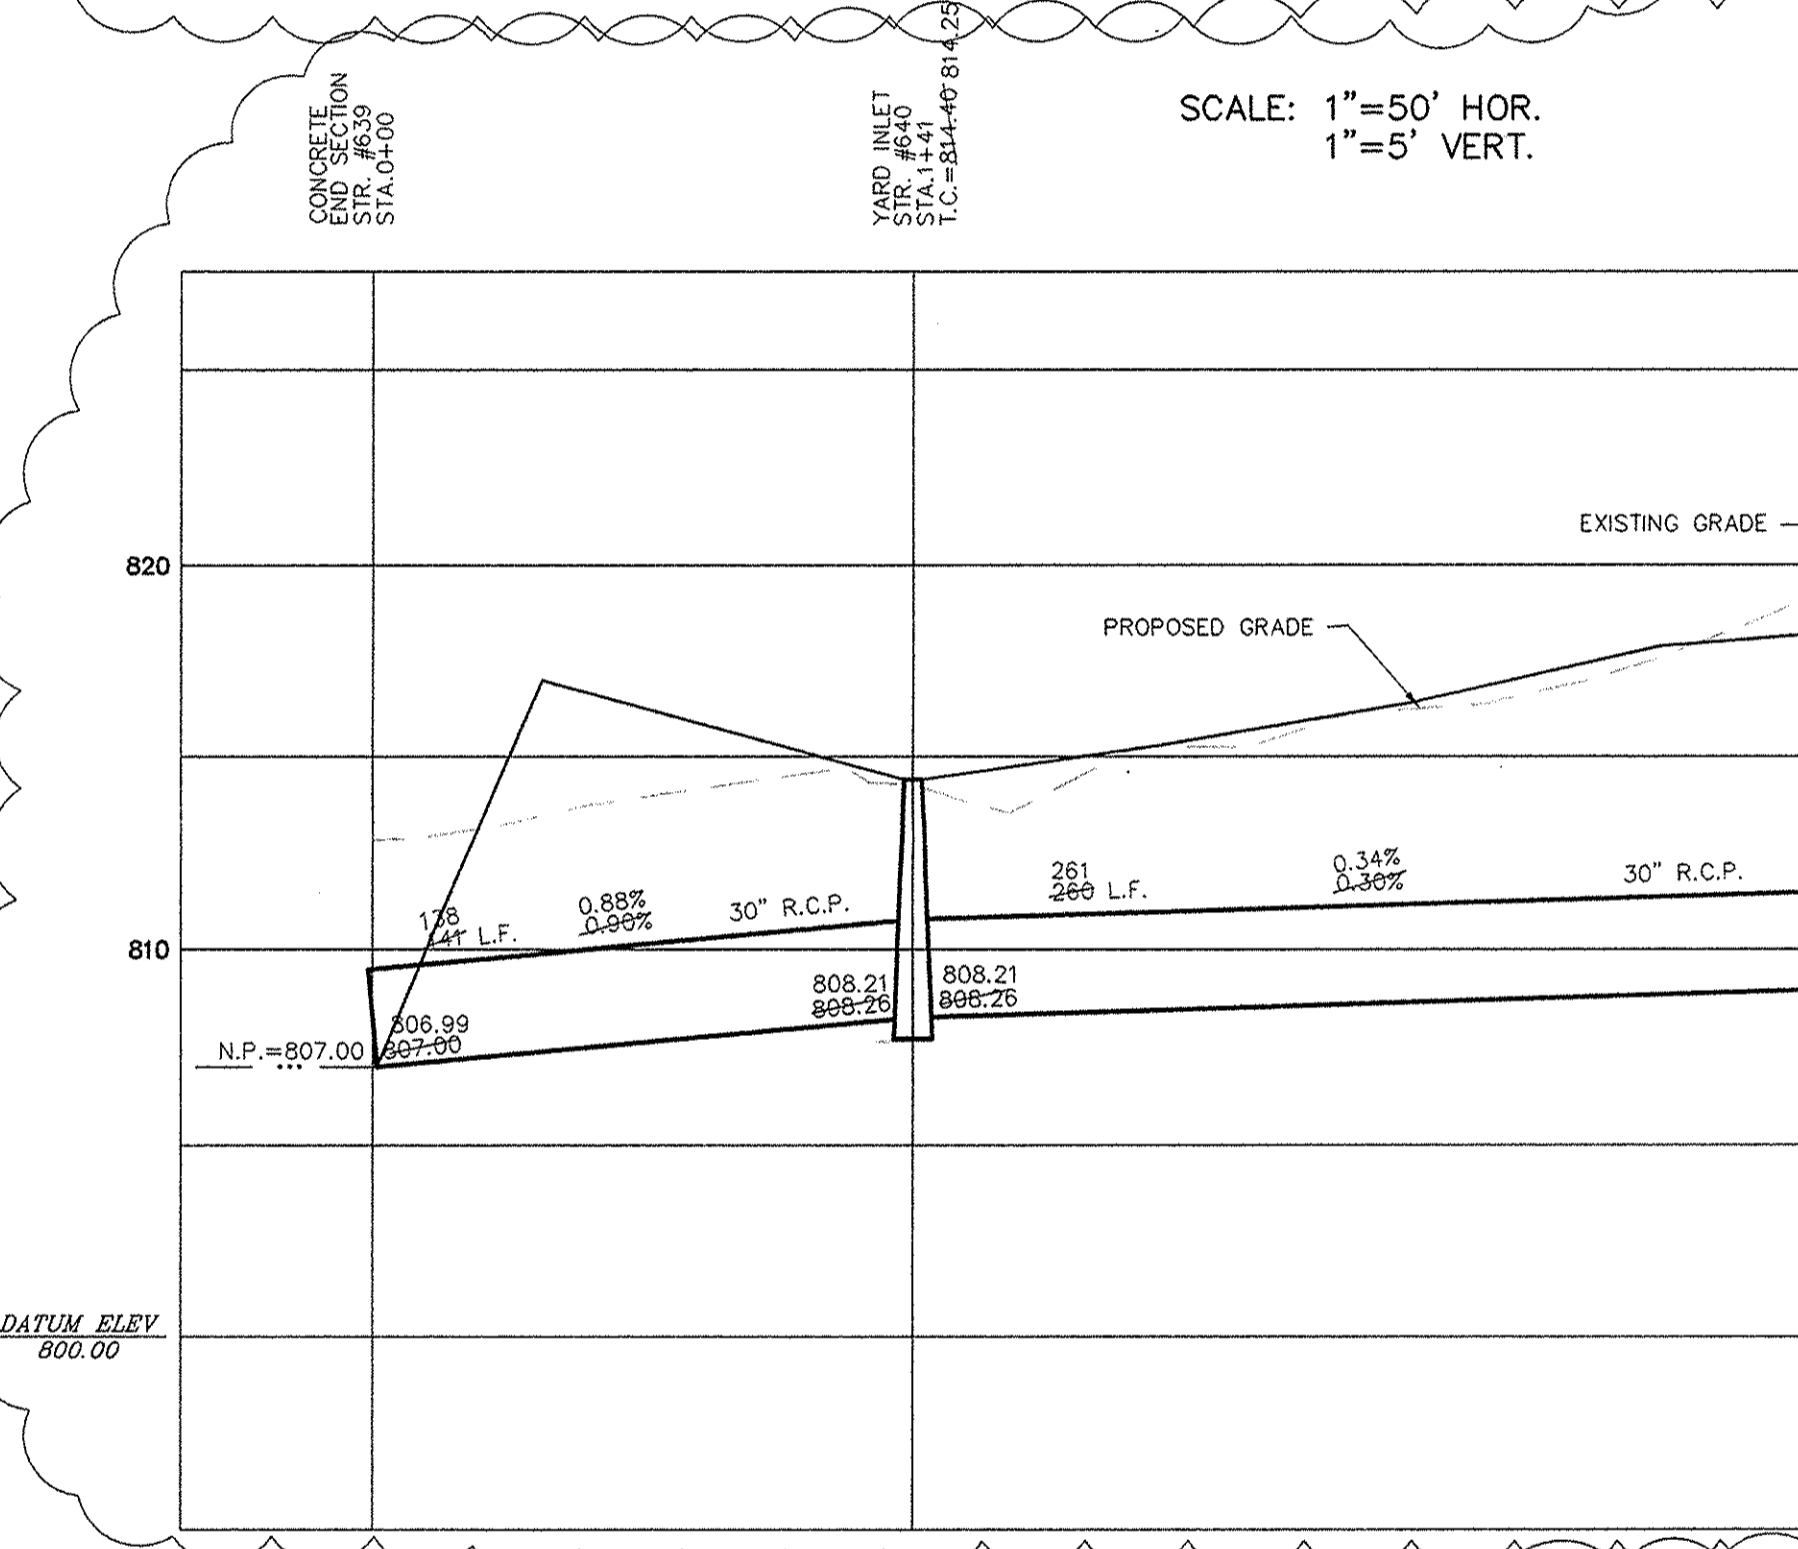 CONCRETE
END SECTION
STR. #639
STA.0+00
YARD INLET
STR. #640
STA.1+41
T.C.=814.40 814.25
SCALE: 1"=50' HOR.
1"=5' VERT.
EXISTING GRADE
820
PROPOSED GRADE
138
141 L.F.
0.88%
0.90%
30" R.C.P.
261
260 L.F.
0.34%
0.30%
30" R.C.P.
810
808.21
808.26
808.21
808.26
806.99
N.P.=807.00 807.00
DATUM ELEV
800.00